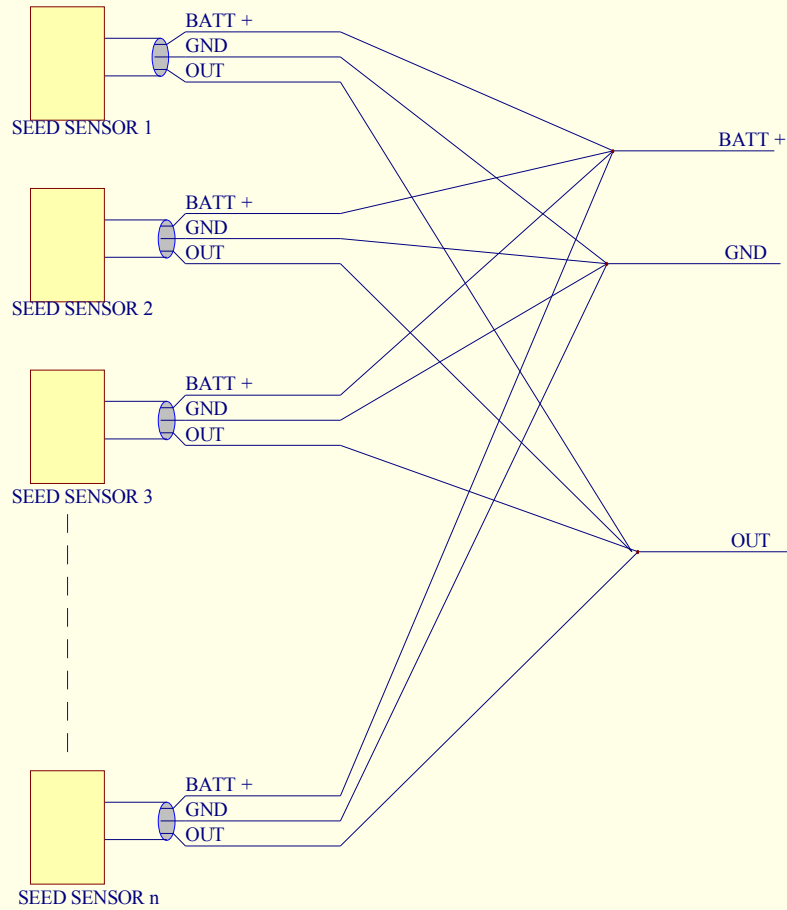 BATT +
GND
OUT
SEED SENSOR 1
BATT +
BATT +
GND
OUT
SEED SENSOR 2
GND
BATT +
GND
OUT
SEED SENSOR 3
OUT
BATT +
GND
OUT
SEED SENSOR n